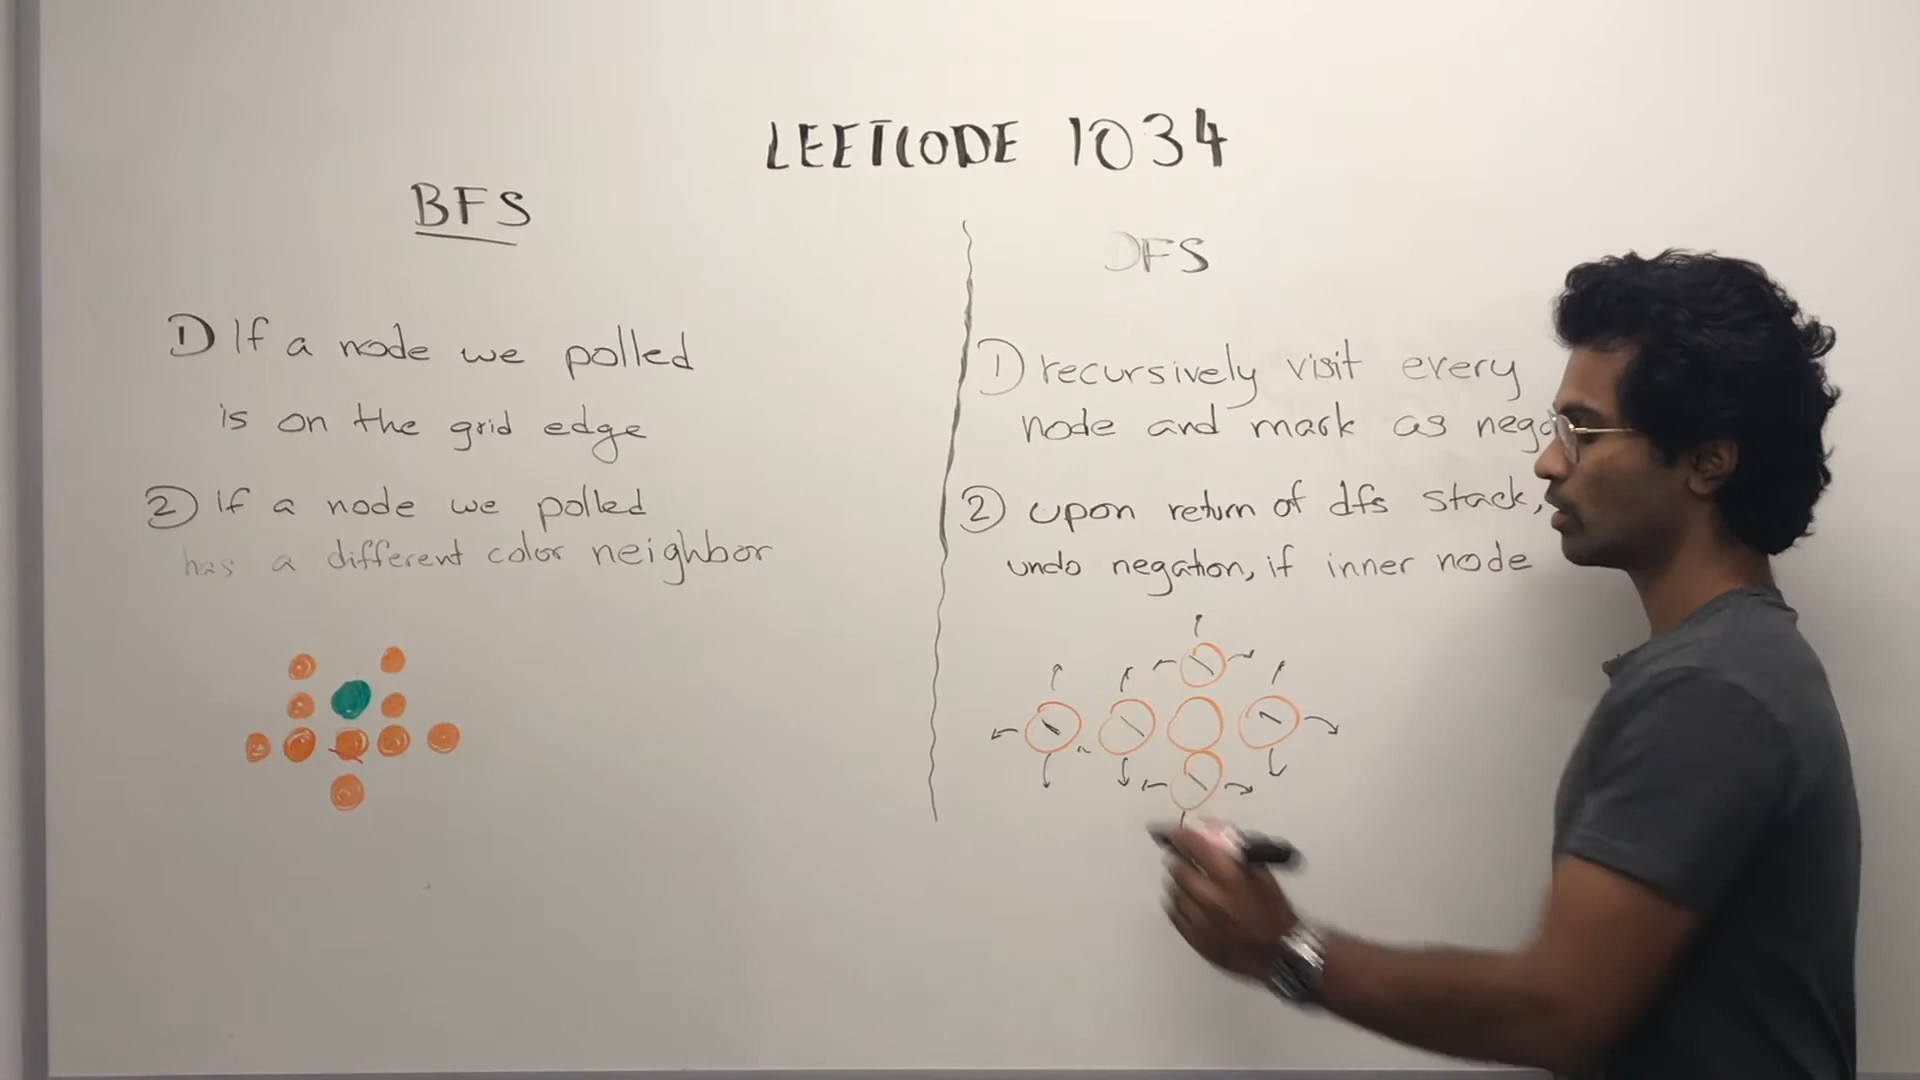 LEETCODE 1034
BFS
1) If a node we polled
is on the grid edge
2) if a node we polled
has a different color neighbor
DFS
1) recursively visit every
node and mark as
2) upon return of dfs stack,
undo negation, if inner node